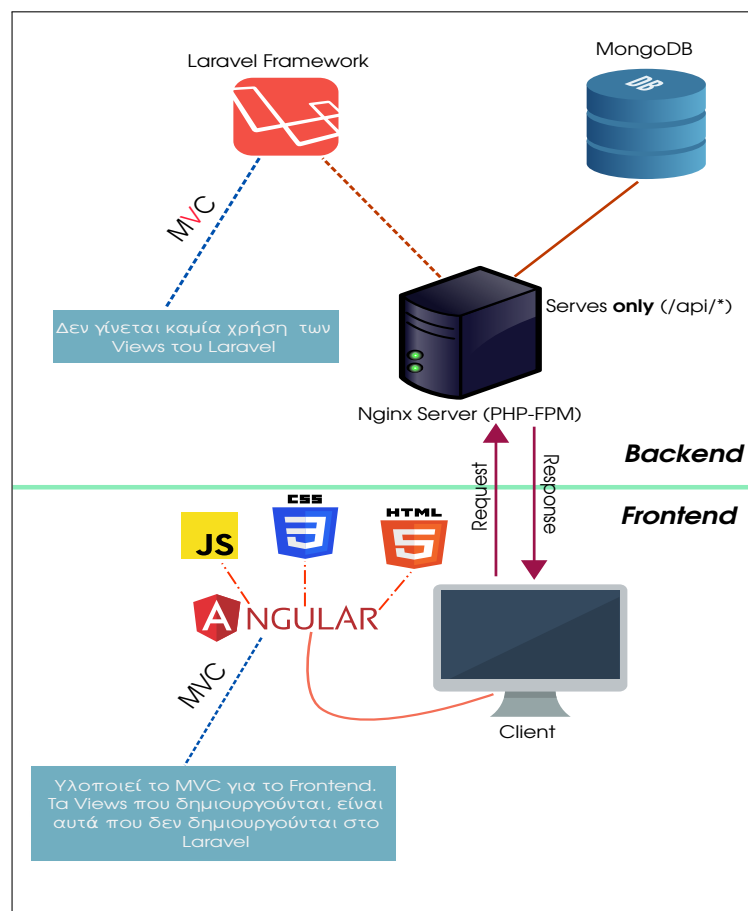 Laravel Framework
MongoDB
DB
MVC
Serves only (/api/*)
Δεν γίνεται καμία χρήση των
Views του Laravel
Nginx Server (PHP-FPM)
Backend
Request
Response
Frontend
JS
CSS
3
HTML
5
ANGULAR
MVC
Client
Υλοποιεί το MVC για το Frontend.
Τα Views που δημιουργούνται, είναι
αυτά που δεν δημιουργούνται στο
Laravel